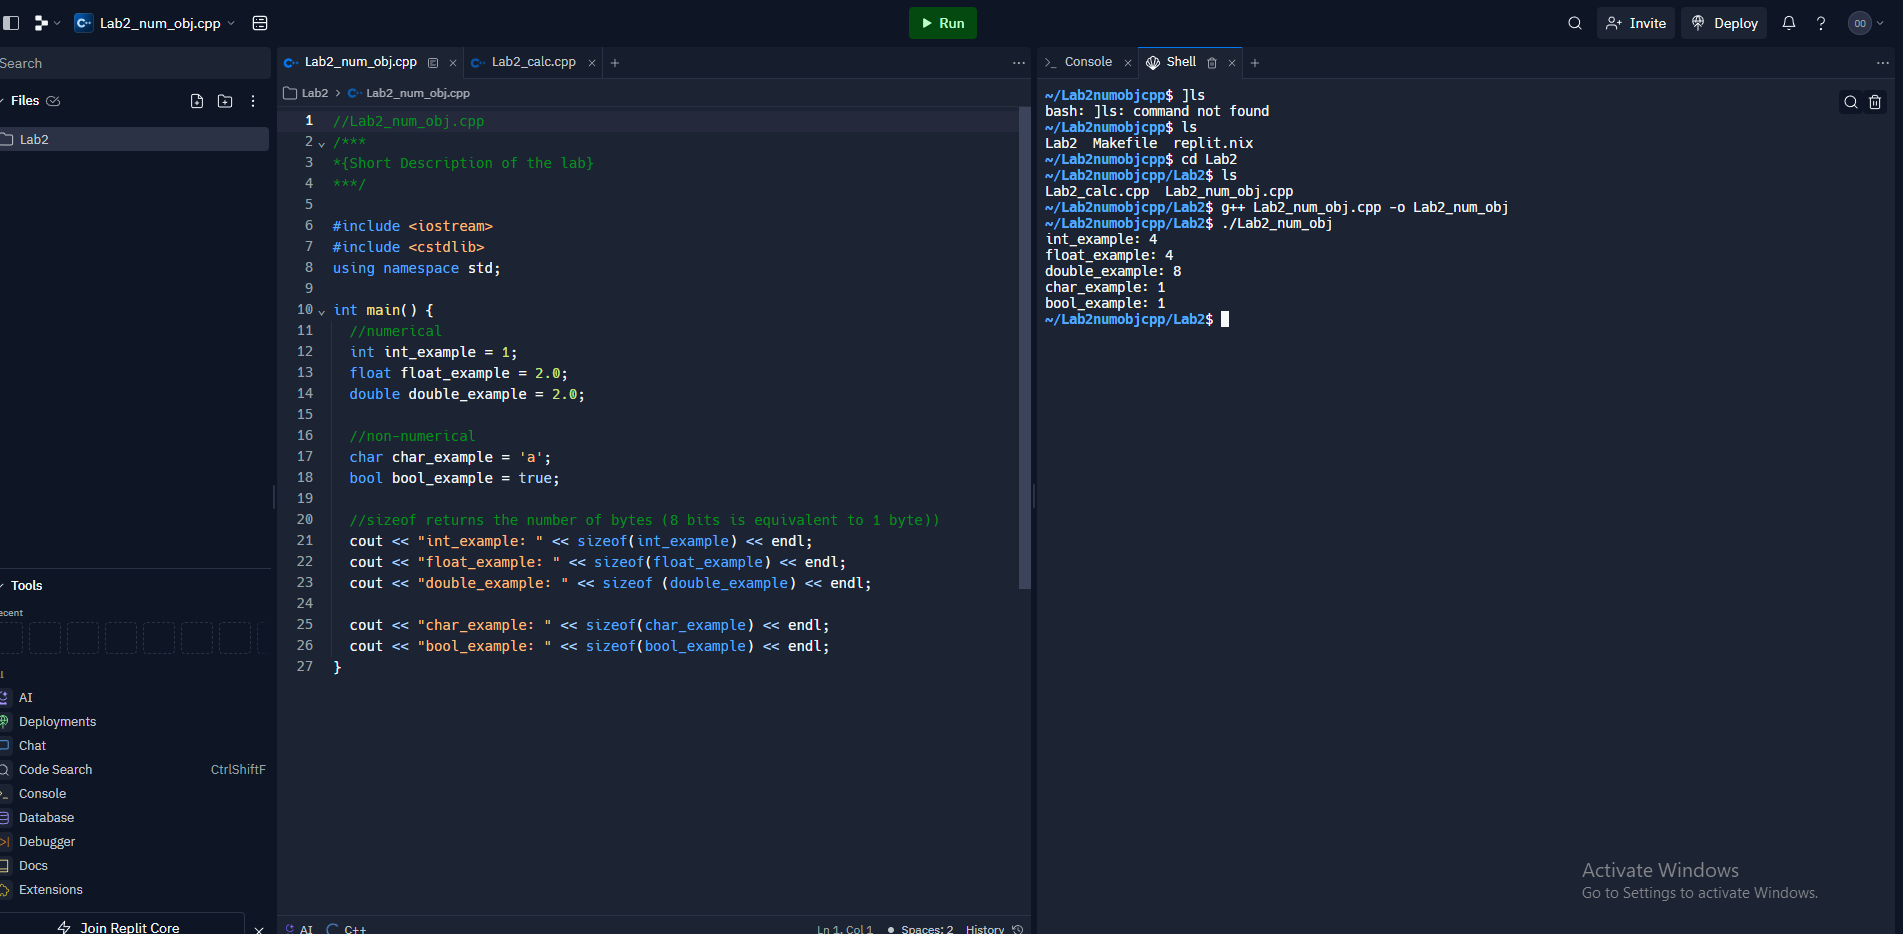 Lab2_num_obj.cpp
Run
Invite
Deploy
Search
Files
Lab2
Tools
AI
Deployments
Chat
Code Search CtrlShiftF
Console
Database
Debugger
Docs
Extensions
Join Replit Core
Lab2_num_obj.cpp
Lab2_calc.cpp
Lab2 > Lab2_num_obj.cpp
1 //Lab2_num_obj.cpp
2 /***
3 *{Short Description of the lab}
4 ***/
5
6 #include <iostream>
7 #include <cstdlib>
8 using namespace std;
9
10 int main() {
11 //numerical
12 int int_example = 1;
13 float float_example = 2.0;
14 double double_example = 2.0;
15
16 //non-numerical
17 char char_example = 'a';
18 bool bool_example = true;
19
20 //sizeof returns the number of bytes (8 bits is equivalent to 1 byte))
21 cout << "int_example: " << sizeof(int_example) << endl;
22 cout << "float_example: " << sizeof(float_example) << endl;
23 cout << "double_example: " << sizeof (double_example) << endl;
24
25 cout << "char_example: " << sizeof(char_example) << endl;
26 cout << "bool_example: " << sizeof(bool_example) << endl;
27 }
AI
C++
Ln 1, Col 1
Spaces: 2
History
Console
Shell
~/Lab2numobjcpp$ ]ls
bash: ]ls: command not found
~/Lab2numobjcpp$ ls
Lab2 Makefile replit.nix
~/Lab2numobjcpp$ cd Lab2
~/Lab2numobjcpp/Lab2$ ls
Lab2_calc.cpp Lab2_num_obj.cpp
~/Lab2numobjcpp/Lab2$ g++ Lab2_num_obj.cpp -o Lab2_num_obj
~/Lab2numobjcpp/Lab2$ ./Lab2_num_obj
int_example: 4
float_example: 4
double_example: 8
char_example: 1
bool_example: 1
~/Lab2numobjcpp/Lab2$
Activate Windows
Go to Settings to activate Windows.